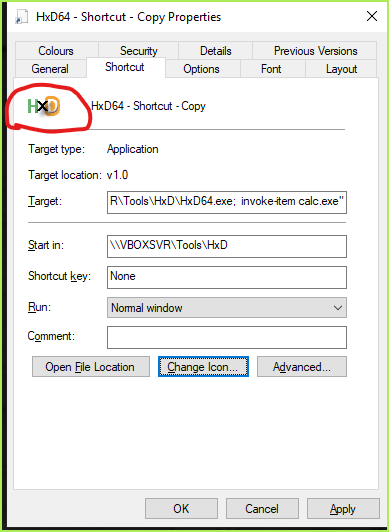 HxD64 - Shortcut - Copy Properties
Colours Security Details Previous Versions
General Shortcut Options Font Layout
HxD HxD64 - Shortcut - Copy
Target type: Application
Target location: v1.0
Target: R\Tools\HxD\HxD64.exe; invoke-item calc.exe"
Start in: \\VBOXSVR\Tools\HxD
Shortcut key: None
Run: Normal window
Comment:
Open File Location Change Icon... Advanced...
OK Cancel Apply